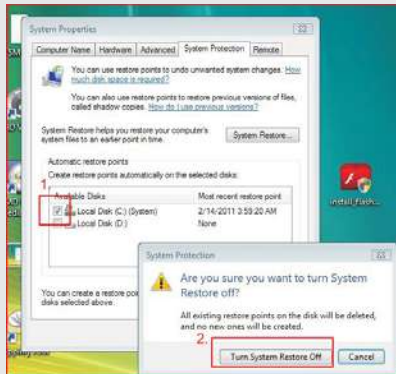 System Properties
Computer Name Hardware Advanced System Protection Remote
You can use restore points to undo unwanted system changes. How
much disk space is required?
You can also use restore points to restore previous versions of files,
called shadow copies. How do I use previous versions?
System Restore helps you restore your computer's
system files to an earlier point in time.
System Restore...
Automatic restore points
Create restore points automatically on the selected disks:
1.
Available Disks Most recent restore point
Local Disk (C:) (System) 2/14/2011 3:59:20 AM
Local Disk (D:) None
install_flash...
You can create a restore poi
disks selected above.
System Protection
Are you sure you want to turn System
Restore off?
All existing restore points on the disk will be deleted,
and no new ones will be created.
2.
Turn System Restore Off Cancel